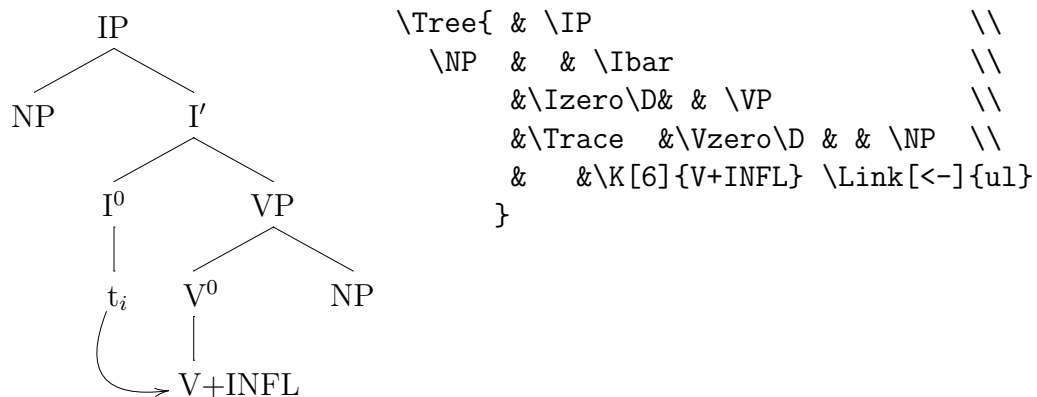 IP
NP I′
I⁰ VP
tᵢ V⁰ NP
V+INFL
\Tree{ & \IP \\
\NP & & \Ibar \\
&\Izero\D& & \VP \\
&\Trace &\Vzero\D & & \NP \\
& &\K[6]{V+INFL} \Link[<-]{ul}
}